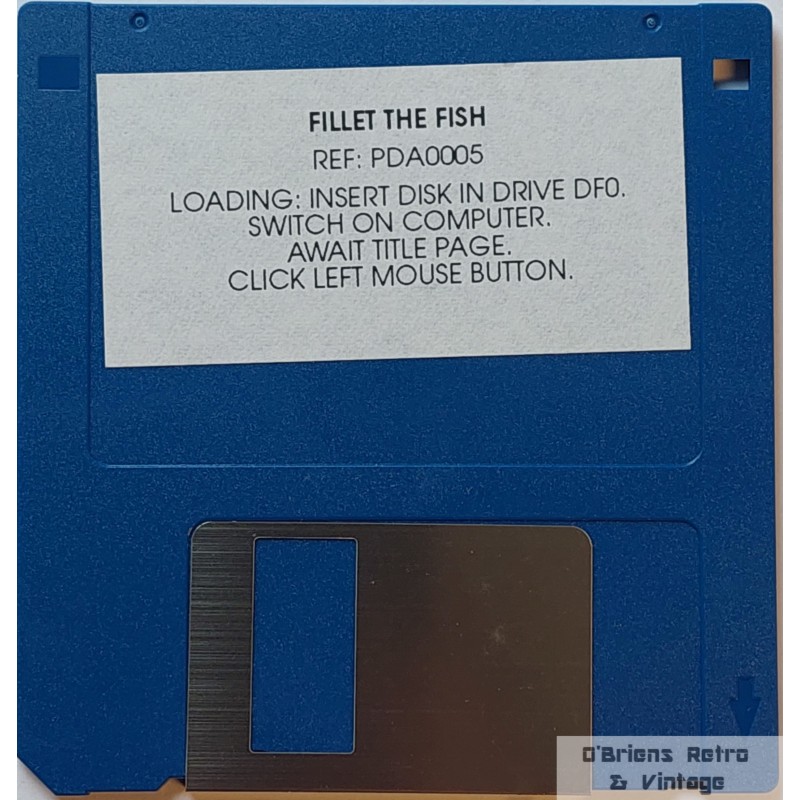 FILLET THE FISH
REF: PDA0005
LOADING: INSERT DISK IN DRIVE DF0.
SWITCH ON COMPUTER.
AWAIT TITLE PAGE.
CLICK LEFT MOUSE BUTTON.
O'Briens Retro
& Vintage